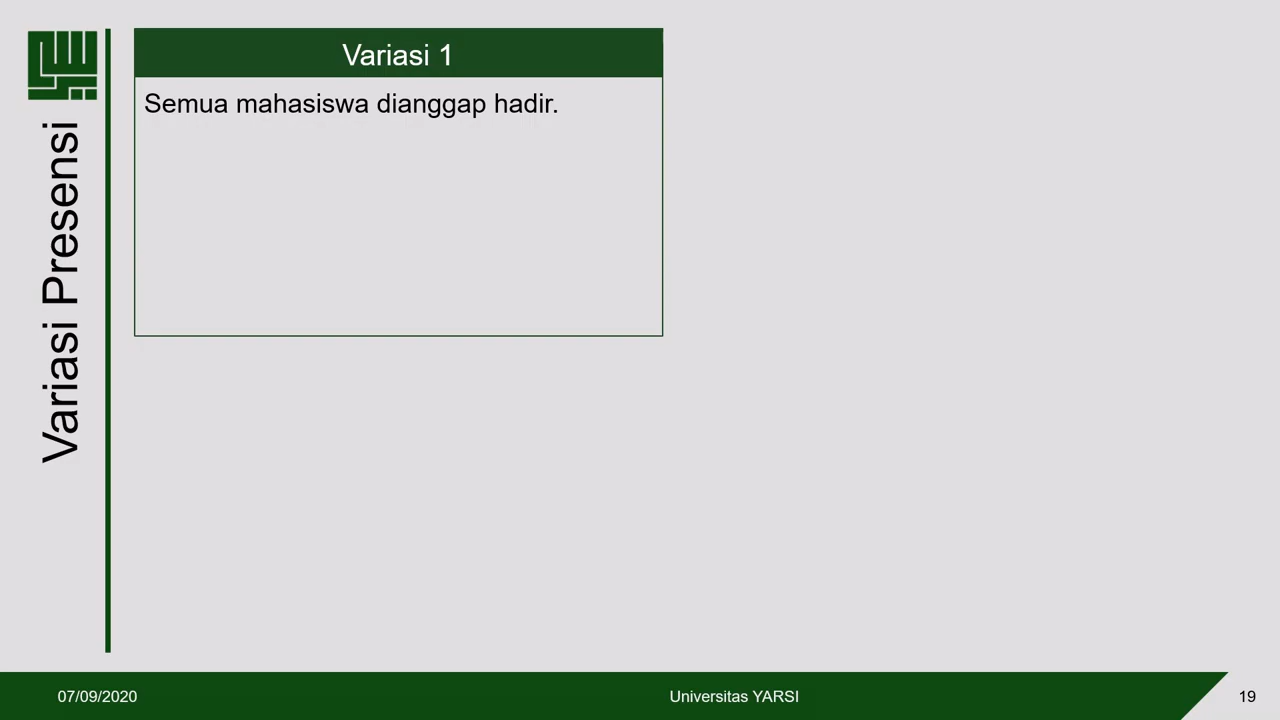 Variasi Presensi
Variasi 1
Semua mahasiswa dianggap hadir.
07/09/2020
Universitas YARSI
19